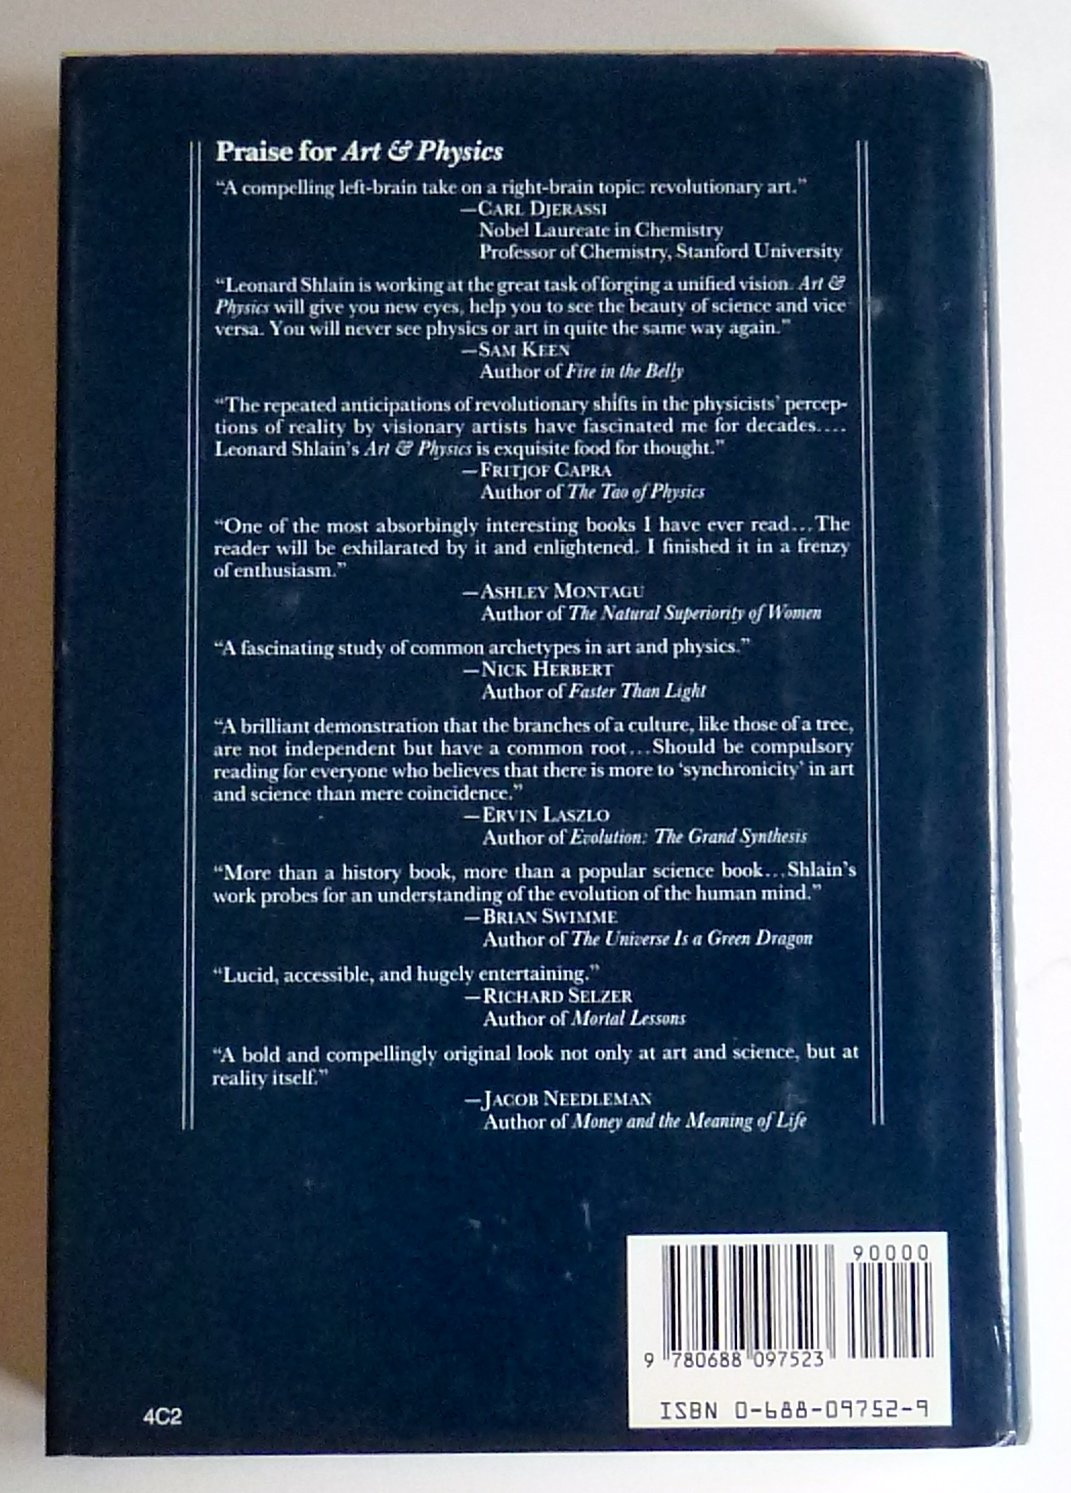 Praise for Art & Physics
“A compelling left-brain take on a right-brain topic: revolutionary art.”
—CARL DJERASSI
Nobel Laureate in Chemistry
Professor of Chemistry, Stanford University
“Leonard Shlain is working at the great task of forging a unified vision. Art &
Physics will give you new eyes, help you to see the beauty of science and vice
versa. You will never see physics or art in quite the same way again.”
—SAM KEEN
Author of Fire in the Belly
“The repeated anticipations of revolutionary shifts in the physicists’ percep-
tions of reality by visionary artists have fascinated me for decades....
Leonard Shlain’s Art & Physics is exquisite food for thought.”
—FRITJOF CAPRA
Author of The Tao of Physics
“One of the most absorbingly interesting books I have ever read...The
reader will be exhilarated by it and enlightened. I finished it in a frenzy
of enthusiasm.”
—ASHLEY MONTAGU
Author of The Natural Superiority of Women
“A fascinating study of common archetypes in art and physics.”
—NICK HERBERT
Author of Faster Than Light
“A brilliant demonstration that the branches of a culture, like those of a tree,
are not independent but have a common root...Should be compulsory
reading for everyone who believes that there is more to ‘synchronicity’ in art
and science than mere coincidence.”
—ERVIN LASZLO
Author of Evolution: The Grand Synthesis
“More than a history book, more than a popular science book...Shlain’s
work probes for an understanding of the evolution of the human mind.”
—BRIAN SWIMME
Author of The Universe Is a Green Dragon
“Lucid, accessible, and hugely entertaining.”
—RICHARD SELZER
Author of Mortal Lessons
“A bold and compellingly original look not only at art and science, but at
reality itself.”
—JACOB NEEDLEMAN
Author of Money and the Meaning of Life
90000
9 780688 097523
ISBN 0-688-09752-9
4C2